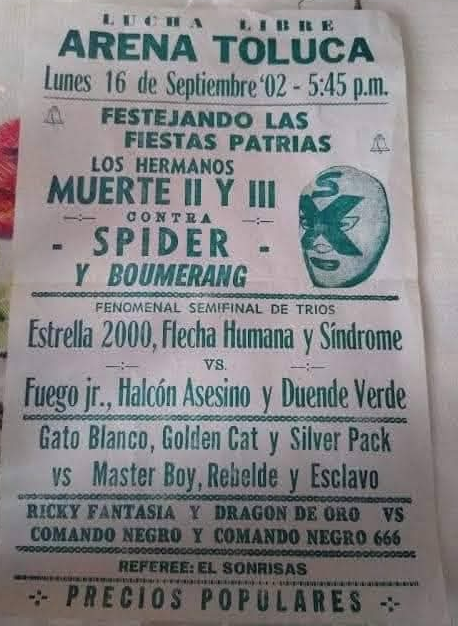 LUCHA LIBRE
ARENA TOLUCA
Lunes 16 de Septiembre '02 - 5:45 p.m.
FESTEJANDO LAS
FIESTAS PATRIAS
LOS HERMANOS
MUERTE II Y III
CONTRA
- SPIDER -
Y BOUMERANG
FENOMENAL SEMIFINAL DE TRIOS
Estrella 2000, Flecha Humana y Síndrome
VS.
Fuego jr., Halcón Asesino y Duende Verde
Gato Blanco, Golden Cat y Silver Pack
vs Master Boy, Rebelde y Esclavo
RICKY FANTASIA Y DRAGON DE ORO VS
COMANDO NEGRO Y COMANDO NEGRO 666
REFEREE: EL SONRISAS
PRECIOS POPULARES